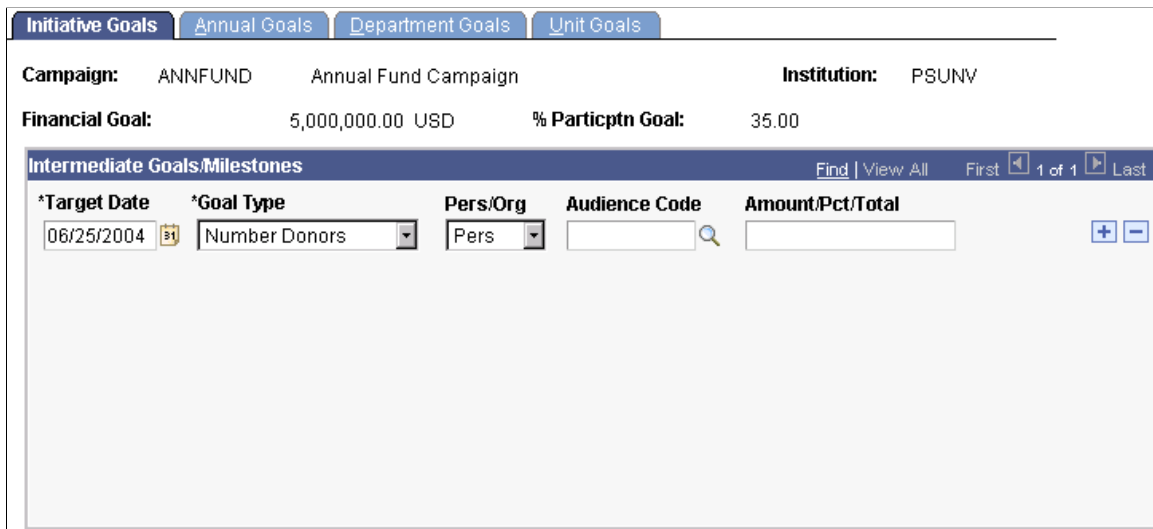 Initiative Goals Annual Goals Department Goals Unit Goals
Campaign: ANNFUND Annual Fund Campaign Institution: PSUNV
Financial Goal: 5,000,000.00 USD % Particptn Goal: 35.00
Intermediate Goals/Milestones Find | View All First 1 of 1 Last
*Target Date *Goal Type Pers/Org Audience Code Amount/Pct/Total
06/25/2004 31 Number Donors Pers